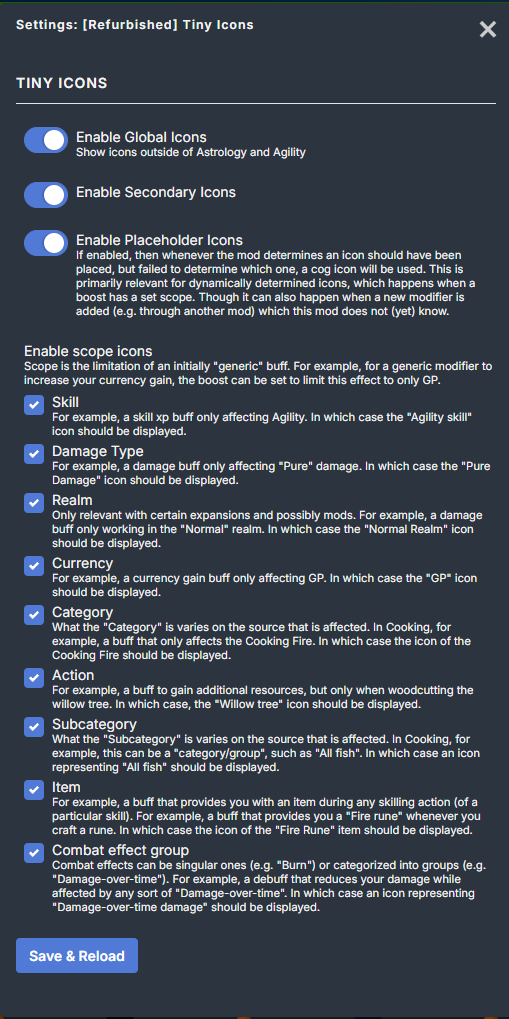 Settings: [Refurbished] Tiny Icons
TINY ICONS
Enable Global Icons
Show icons outside of Astrology and Agility
Enable Secondary Icons
Enable Placeholder Icons
If enabled, then whenever the mod determines an icon should have been
placed, but failed to determine which one, a cog icon will be used. This is
primarily relevant for dynamically determined icons, which happens when a
boost has a set scope. Though it can also happen when a new modifier is
added (e.g. through another mod) which this mod does not (yet) know.
Enable scope icons
Scope is the limitation of an initially "generic" buff. For example, for a generic modifier to
increase your currency gain, the boost can be set to limit this effect to only GP.
Skill
For example, a skill xp buff only affecting Agility. In which case the "Agility skill"
icon should be displayed.
Damage Type
For example, a damage buff only affecting "Pure" damage. In which case the "Pure
Damage" icon should be displayed.
Realm
Only relevant with certain expansions and possibly mods. For example, a damage
buff only working in the "Normal" realm. In which case the "Normal Realm" icon
should be displayed.
Currency
For example, a currency gain buff only affecting GP. In which case the "GP" icon
should be displayed.
Category
What the "Category" is varies on the source that is affected. In Cooking, for
example, a buff that only affects the Cooking Fire. In which case the icon of the
Cooking Fire should be displayed.
Action
For example, a buff to gain additional resources, but only when woodcutting the
willow tree. In which case, the "Willow tree" icon should be displayed.
Subcategory
What the "Subcategory" is varies on the source that is affected. In Cooking, for
example, this can be a "category/group", such as "All fish". In which case an icon
representing "All fish" should be displayed.
Item
For example, a buff that provides you with an item during any skilling action (of a
particular skill). For example, a buff that provides you a "Fire rune" whenever you
craft a rune. In which case the icon of the "Fire Rune" item should be displayed.
Combat effect group
Combat effects can be singular ones (e.g. "Burn") or categorized into groups (e.g.
"Damage-over-time"). For example, a debuff that reduces your damage while
affected by any sort of "Damage-over-time". In which case an icon representing
"Damage-over-time damage" should be displayed.
Save & Reload